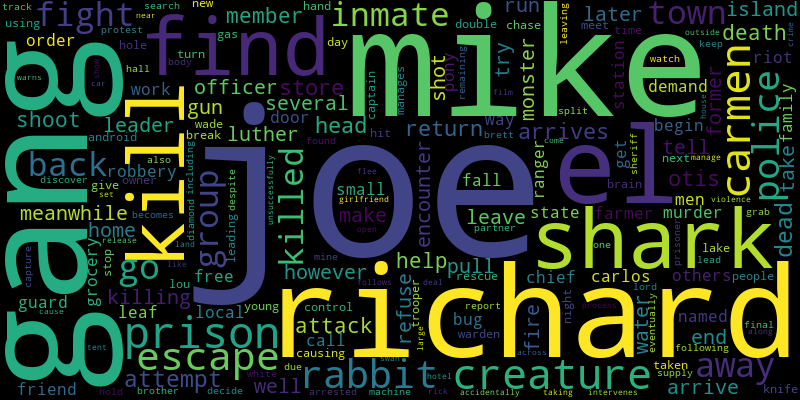 gang
joe
mike
richard
find
shark
kill
el
prison
creature
rabbit
escape
town
inmate
fight
police
carmen
back
group
killed
away
go
member
run
later
island
death
order
using
track
search
new
hand
near
protest
hole
gas
double
chase
meet
time
outside
keep
crime
leaving
riot
turn
day
shot
pony
try
monster
remaining
station
former
demand
watch
house
family
warns
hall
work
officer
store
captain
manages
film
split
body
show
car
shoot
leader
android
wade
break
gun
several
door
head
hit
brett
return
way
arrives
begin
tell
next
manage
take
dead
also
luther
found
flee
come
ranger
get
sheriff
brain
otis
men
violence
robbery
discover
give
set
owner
including
diamond
despite
unsuccessfully
small
girlfriend
make
open
encounter
fall
leave
partner
state
farmer
murder
grab
meanwhile
becomes
home
grocery
stop
release
land
like
leading
mine
one
prisoner
lake
lead
capture
guard
cause
killing
lou
free
however
help
pull
rescue
chief
carlos
others
people
leaf
local
young
control
follows
deal
refuse
trooper
large
report
bug
warden
across
night
fire
process
lord
water
eventually
named
final
end
along
following
tent
attack
causing
call
due
swan
hotel
supply
taken
friend
attempt
hold
brother
decide
white
well
arrested
machine
rick
accidentally
taking
intervenes
arrive
knife